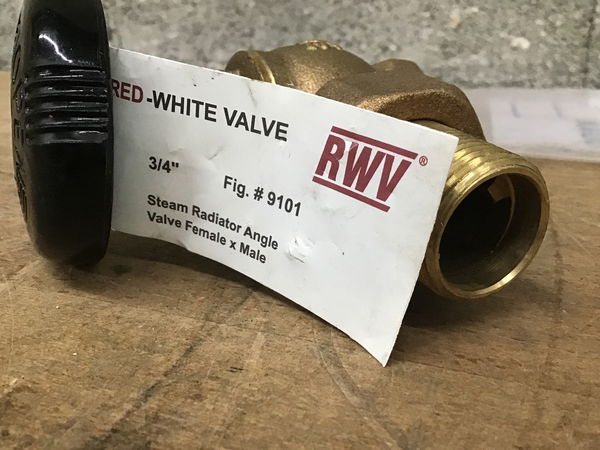 RED-WHITE VALVE
RWV®
3/4"
Fig. # 9101
Steam Radiator Angle
Valve Female x Male